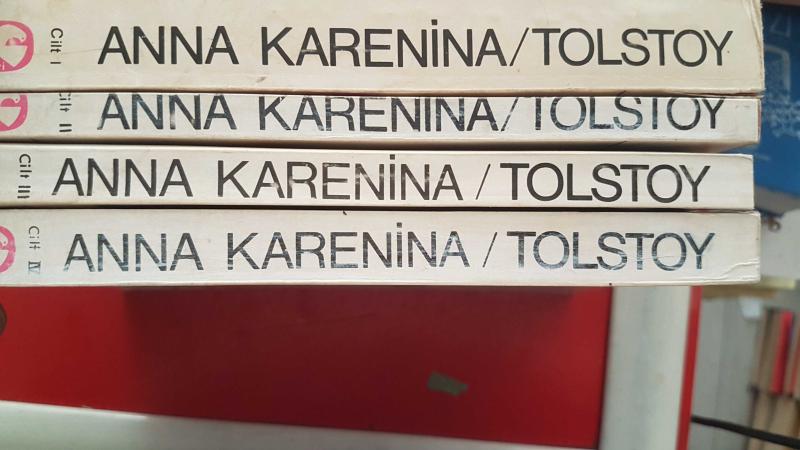 Cilt I ANNA KARENİNA/TOLSTOY
Cilt II ANNA KARENİNA/TOLSTOY
Cilt III ANNA KARENİNA / TOLSTOY
Cilt IV ANNA KARENİNA / TOLSTOY